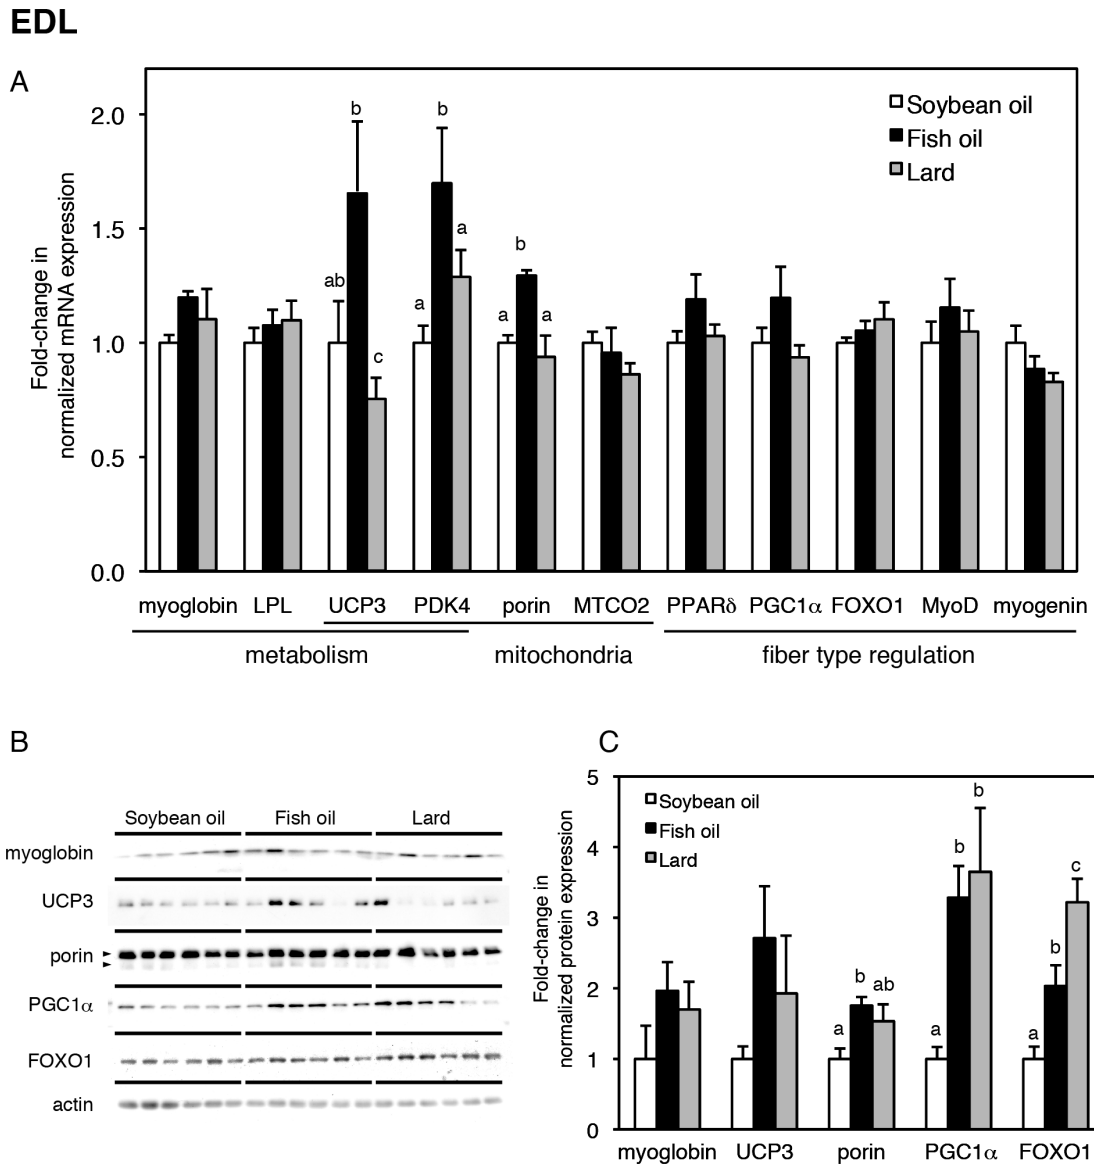 EDL
A
Soybean oil
Fish oil
Lard
Fold-change in
normalized mRNA expression
2.0
1.5
1.0
0.5
0.0
b
b
ab
a
c
a
b
a
a
myoglobin LPL UCP3 PDK4 porin MTCO2 PPARδ PGC1α FOXO1 MyoD myogenin
metabolism mitochondria fiber type regulation
B
Soybean oil Fish oil Lard
myoglobin
UCP3
porin
PGC1α
FOXO1
actin
C
Soybean oil
Fish oil
Lard
Fold-change in
normalized protein expression
5
4
3
2
1
0
b
b
c
b
b ab
a a a
myoglobin UCP3 porin PGC1α FOXO1